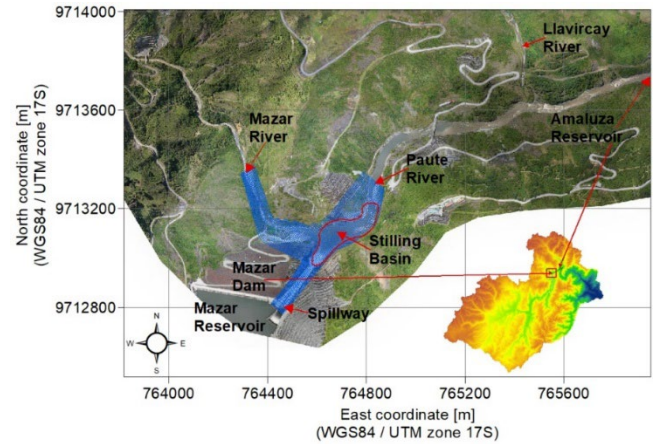 9714000
9713600
9713200
9712800
North coordinate [m]
(WGS84 / UTM zone 17S)
Llavircay
River
Mazar
River
Amaluza
Reservoir
Paute
River
Stilling
Basin
Mazar
Dam
Mazar
Reservoir
Spillway
N
W
E
S
764000
764400
764800
765200
765600
East coordinate [m]
(WGS84 / UTM zone 17S)